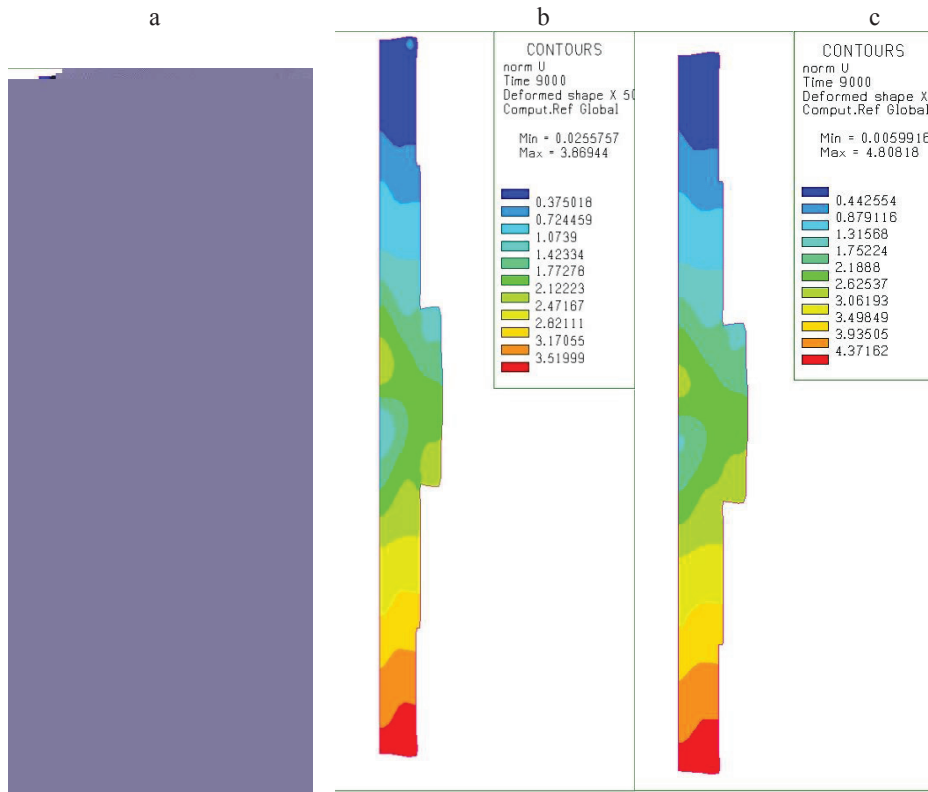 a
b
c
CONTOURS
norm U
Time 9000
Deformed shape X 50
Comput.Ref Global
Min = 0.0255757
Max = 3.86944
0.375018
0.724459
1.0739
1.42334
1.77278
2.12223
2.47167
2.82111
3.17055
3.51999
CONTOURS
norm U
Time 9000
Deformed shape X
Comput.Ref Global
Min = 0.0059916
Max = 4.80818
0.442554
0.879116
1.31568
1.75224
2.1888
2.62537
3.06193
3.49849
3.93505
4.37162